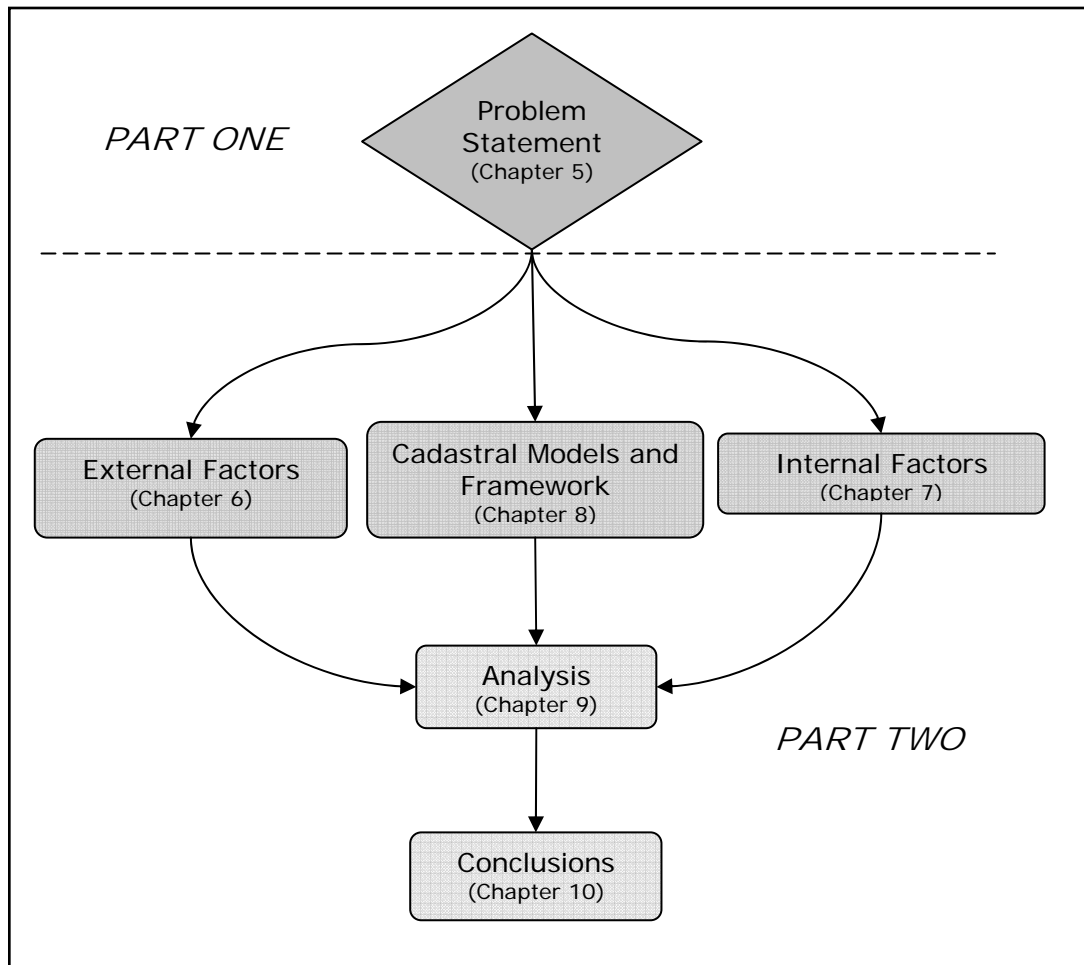 PART ONE
Problem
Statement
(Chapter 5)
External Factors
(Chapter 6)
Cadastral Models and
Framework
(Chapter 8)
Internal Factors
(Chapter 7)
Analysis
(Chapter 9)
PART TWO
Conclusions
(Chapter 10)